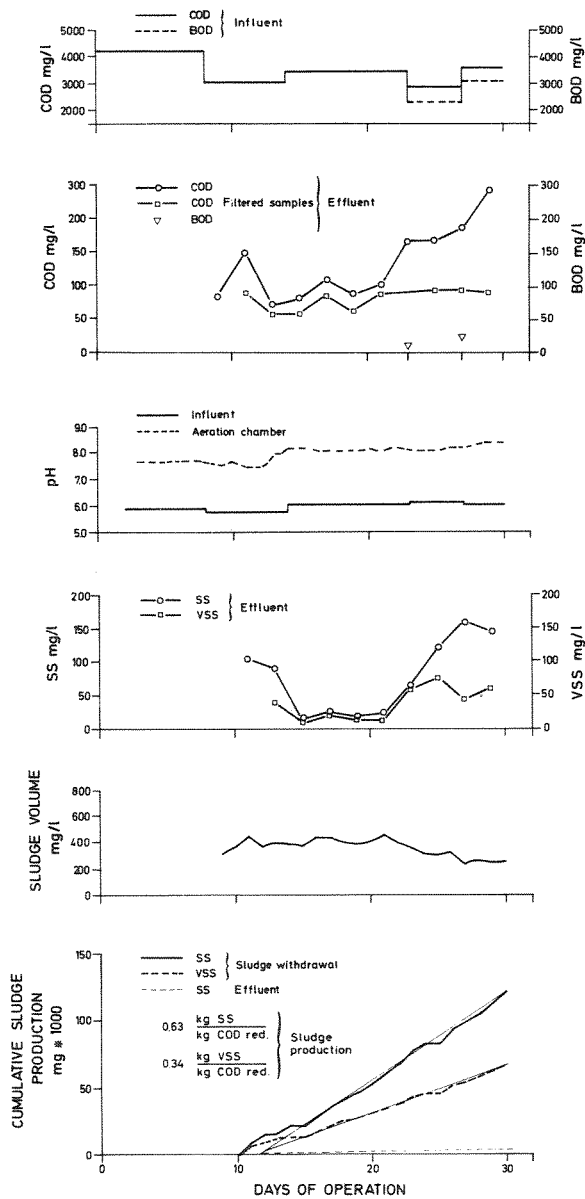 COD
BOD
Influent
COD mg/l
5000
4000
3000
2000
5000
4000
3000
2000
BOD mg/l
COD
COD Filtered samples
BOD
Effluent
COD mg/l
300
200
150
100
50
0
300
200
150
100
50
0
BOD mg/l
Influent
Aeration chamber
pH
9.0
8.0
7.0
6.0
5.0
SS
VSS
Effluent
SS mg/l
200
150
100
50
0
200
150
100
50
0
VSS mg/l
SLUDGE VOLUME
mg/l
800
600
400
200
0
SS
VSS
Sludge withdrawal
SS Effluent
0.63 kg SS
kg COD red.
0.34 kg VSS
kg COD red.
Sludge
production
CUMULATIVE SLUDGE
PRODUCTION
mg * 1000
150
100
50
0
0
10
20
30
DAYS OF OPERATION